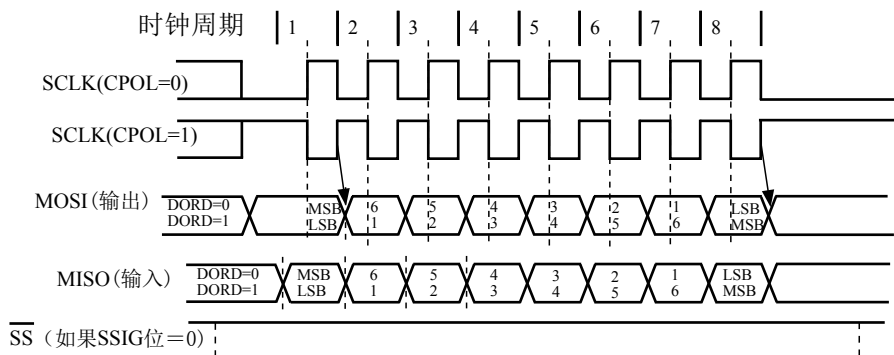 时钟周期 1 2 3 4 5 6 7 8
SCLK(CPOL=0)
SCLK(CPOL=1)
MOSI(输出)
DORD=0 MSB 6 5 4 3 2 1 LSB
DORD=1 LSB 1 2 3 4 5 6 MSB
MISO(输入)
DORD=0 MSB 6 5 4 3 2 1 LSB
DORD=1 LSB 1 2 3 4 5 6 MSB
SS（如果SSIG位＝0）